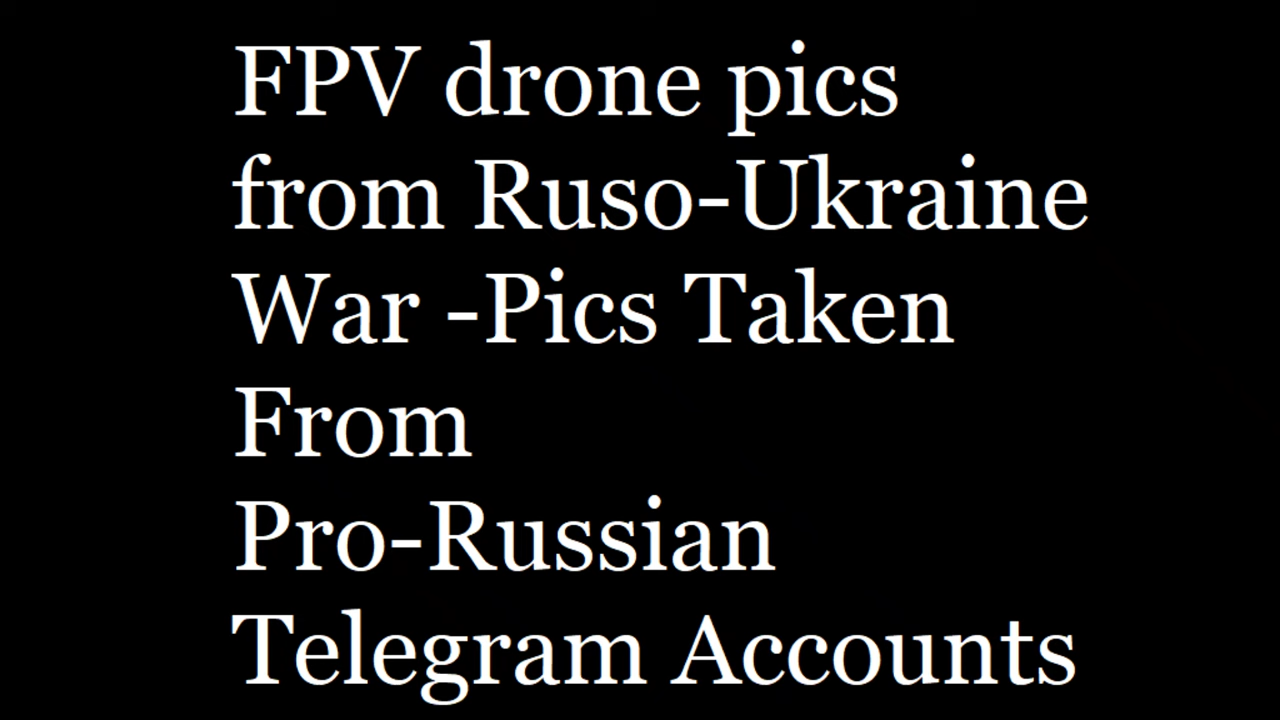 FPV drone pics
from Ruso-Ukraine
War -Pics Taken
From
Pro-Russian
Telegram Accounts